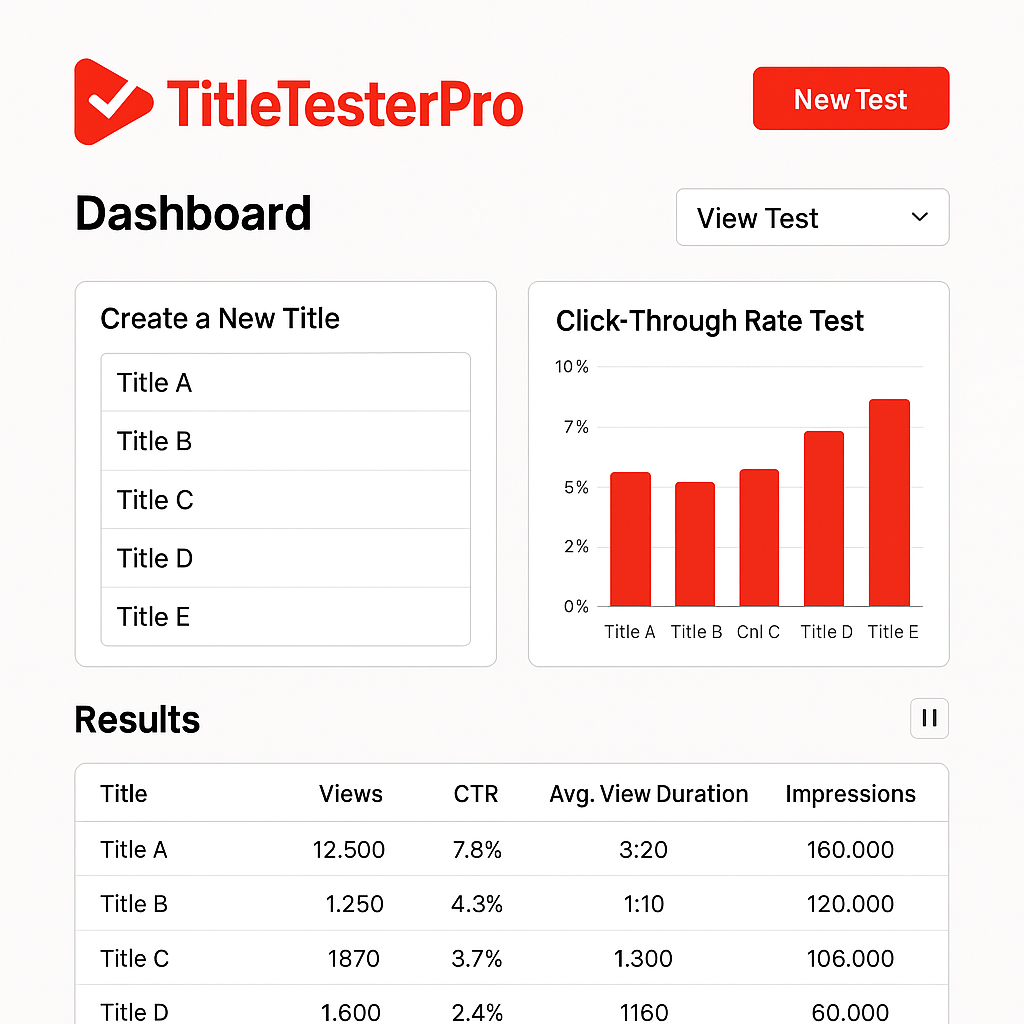 TitleTesterPro
New Test
Dashboard
View Test
Create a New Title
Title A
Title B
Title C
Title D
Title E
Click-Through Rate Test
10%
7%
5%
2%
0%
Title A Title B Cnl C Title D Title E
Results
Title Views CTR Avg. View Duration Impressions
Title A 12.500 7.8% 3:20 160.000
Title B 1.250 4.3% 1:10 120.000
Title C 1870 3.7% 1.300 106.000
Title D 1.600 2.4% 1160 60.000